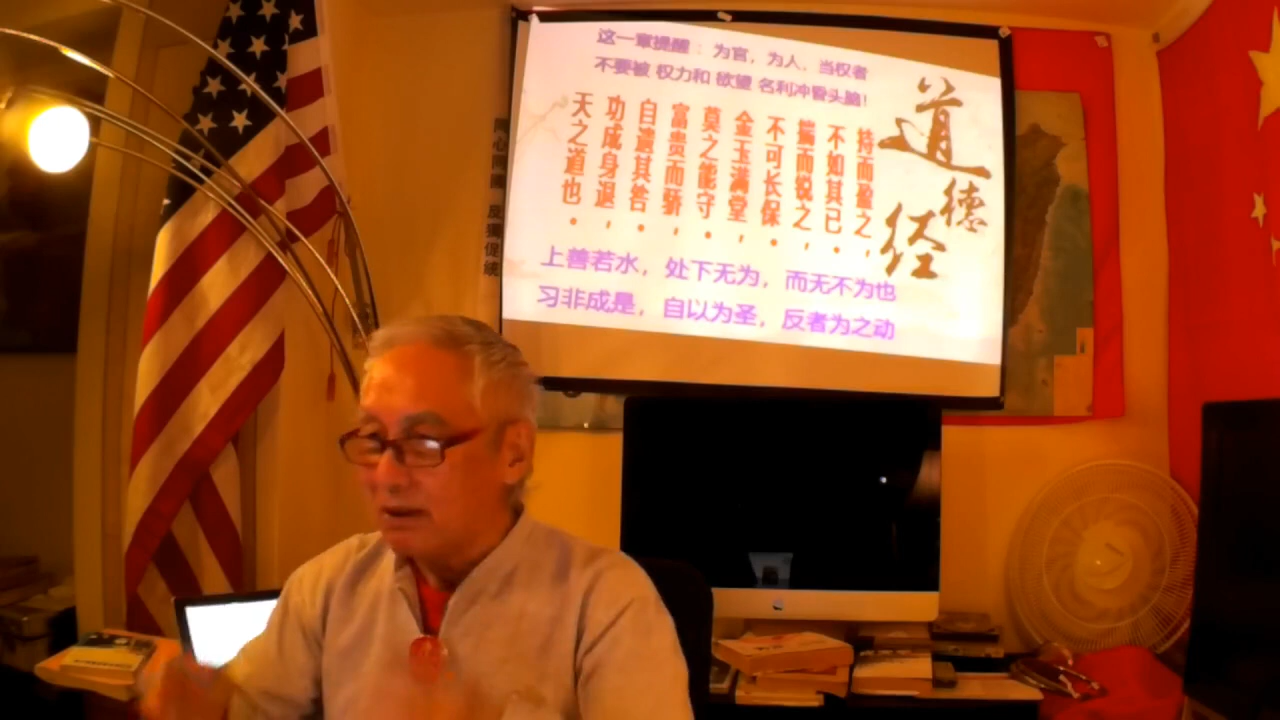 这一章提醒：为官，为人．当权者
不要被 权力和 欲望 名利冲昏头脑!
道德经
持而盈之，
不如其已。
揣而锐之，
不可长保。
金玉满堂，
莫之能守。
富贵而骄，
自遗其咎。
功成身退，
天之道也。
上善若水，处下无为，而无不为也
习非成是，自以为圣，反者为之动
反獨促統